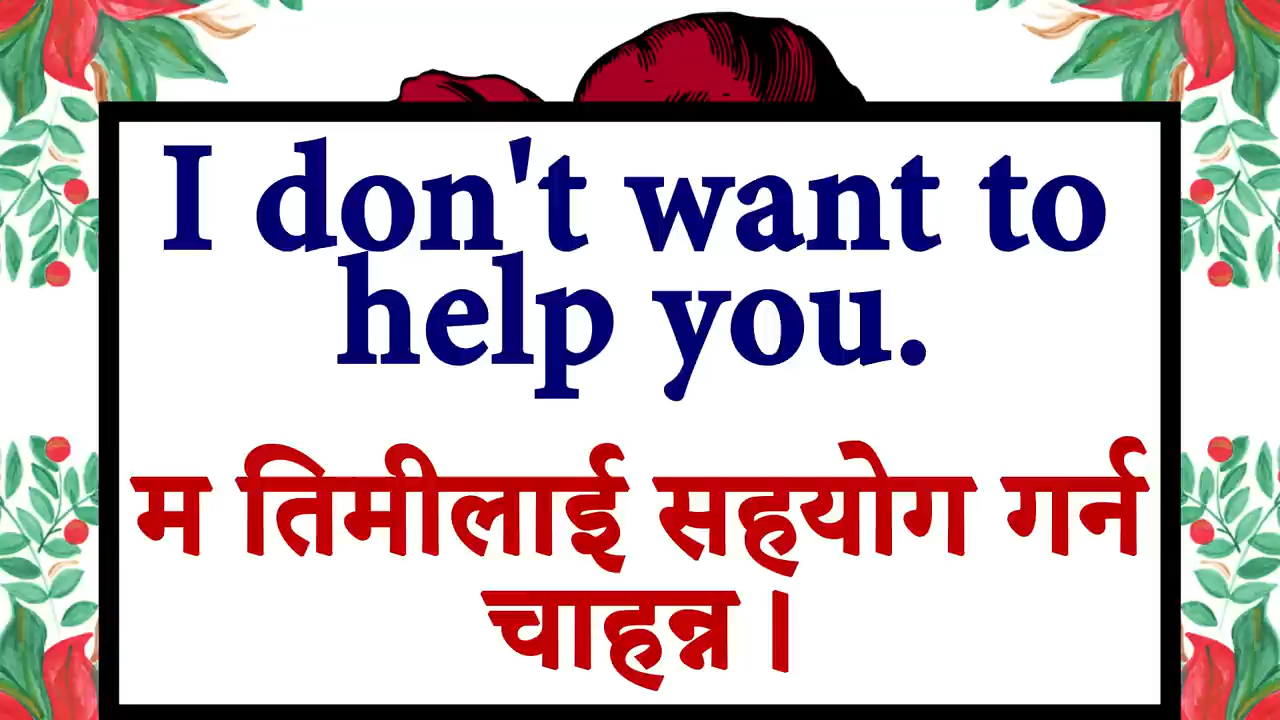 I don't want to
help you.
म तिमीलाई सहयोग गर्न
चाहन्न ।